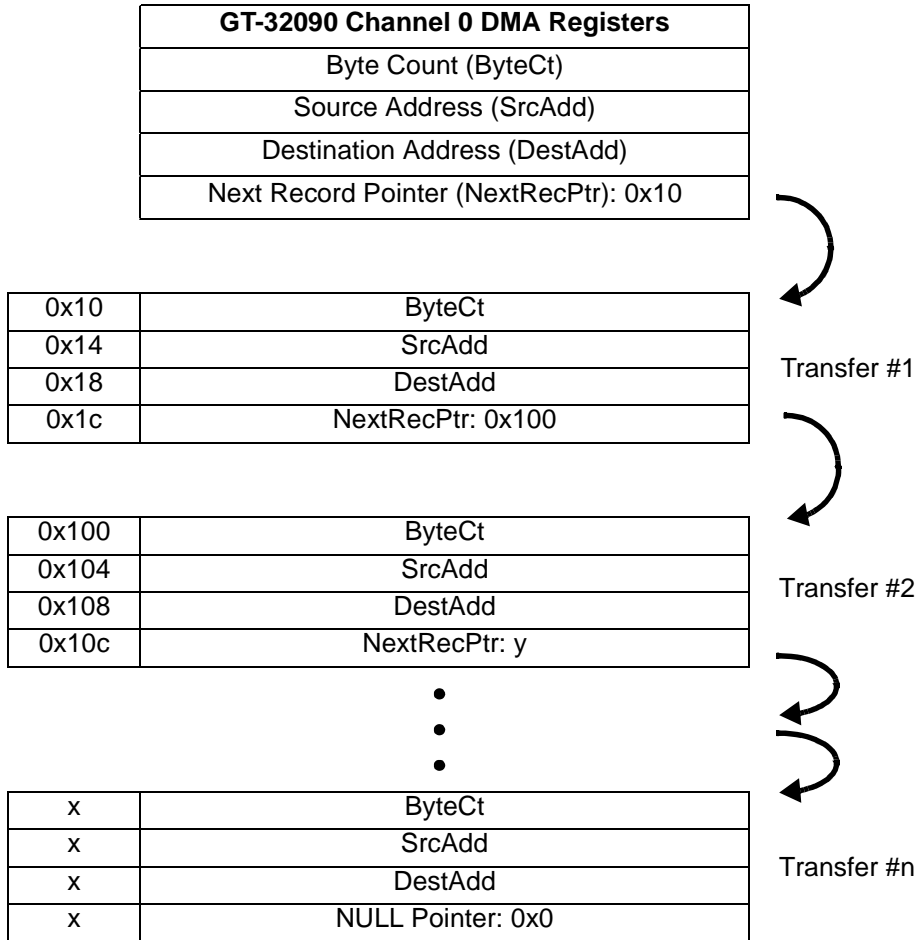 GT-32090 Channel 0 DMA Registers
Byte Count (ByteCt)
Source Address (SrcAdd)
Destination Address (DestAdd)
Next Record Pointer (NextRecPtr): 0x10
0x10 ByteCt
0x14 SrcAdd
0x18 DestAdd
0x1c NextRecPtr: 0x100
Transfer #1
0x100 ByteCt
0x104 SrcAdd
0x108 DestAdd
0x10c NextRecPtr: y
Transfer #2
x ByteCt
x SrcAdd
x DestAdd
x NULL Pointer: 0x0
Transfer #n